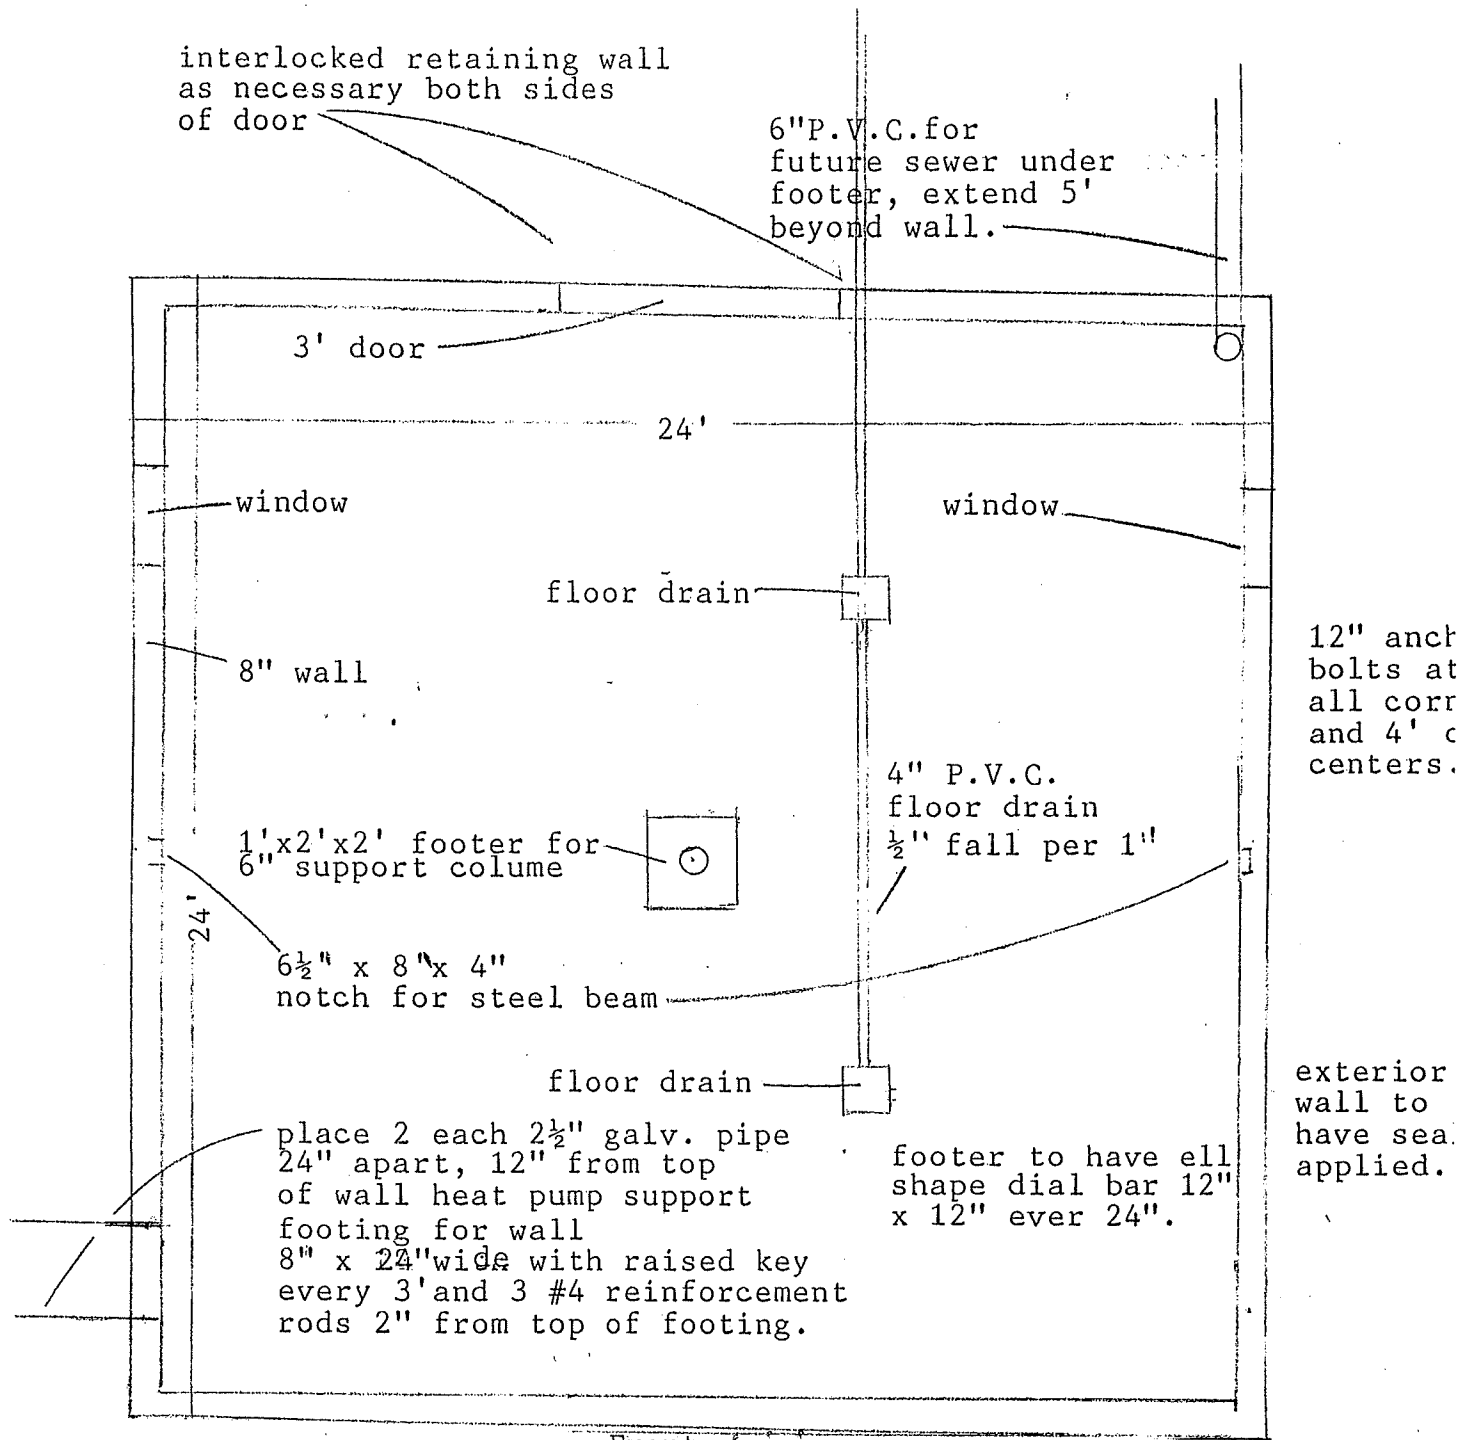 interlocked retaining wall
as necessary both sides
of door
6"P.V.C.for
future sewer under
footer, extend 5'
beyond wall.
3' door
24'
window
window
floor drain
8" wall
12"
bolts at
all
and 4'
centers.
4" P.V.C.
floor drain
½" fall per 1"
1'x2'x2' footer for
6" support colume
24'
6½" x 8"x 4"
notch for steel beam
floor drain
exterior
wall to
have
applied.
place 2 each 2½" galv. pipe
24" apart, 12" from top
of wall heat pump support
footing for wall
8" x 24"wide with raised key
every 3'and 3 #4 reinforcement
rods 2" from top of footing.
footer to have ell
shape dial bar 12"
x 12" ever 24".